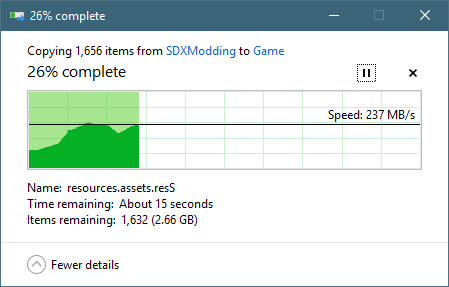 26% complete
Copying 1,656 items from SDXModding to Game
26% complete
Speed: 237 MB/s
Name: resources.assets.resS
Time remaining: About 15 seconds
Items remaining: 1,632 (2.66 GB)
Fewer details